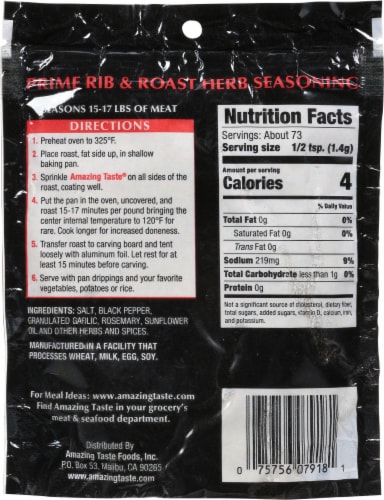 PRIME RIB & ROAST HERB SEASONING
SEASONS 15-17 LBS OF MEAT
DIRECTIONS
1. Preheat oven to 325°F.
2. Place roast, fat side up, in shallow
baking pan.
3. Sprinkle Amazing Taste® on all sides of the
roast, coating well.
4. Put the pan in the oven, uncovered, and
roast 15-17 minutes per pound bringing the
center internal temperature to 120°F for
rare. Cook longer for increased doneness.
5. Transfer roast to carving board and tent
loosely with aluminum foil. Let rest for at
least 15 minutes before carving.
6. Serve with pan drippings and your favorite
vegetables, potatoes or rice.
INGREDIENTS: SALT, BLACK PEPPER,
GRANULATED GARLIC, ROSEMARY, SUNFLOWER
OIL AND OTHER HERBS AND SPICES.
MANUFACTURED IN A FACILITY THAT
PROCESSES WHEAT, MILK, EGG, SOY.
For Meal Ideas: www.amazingtaste.com
Find Amazing Taste in your grocery's
meat & seafood department.
Distributed By
Amazing Taste Foods, Inc.
P.O. Box 53, Malibu, CA 90265
www.amazingtaste.com
Nutrition Facts
Servings: About 73
Serving size 1/2 tsp. (1.4g)
Amount per serving
Calories 4
% Daily Value
Total Fat 0g 0%
Saturated Fat 0g 0%
Trans Fat 0g
Sodium 219mg 9%
Total Carbohydrate less than 1g 0%
Protein 0g
Not a significant source of cholesterol, dietary fiber,
total sugars, added sugars, vitamin D, calcium, iron,
and potassium.
0 75756 07918 1